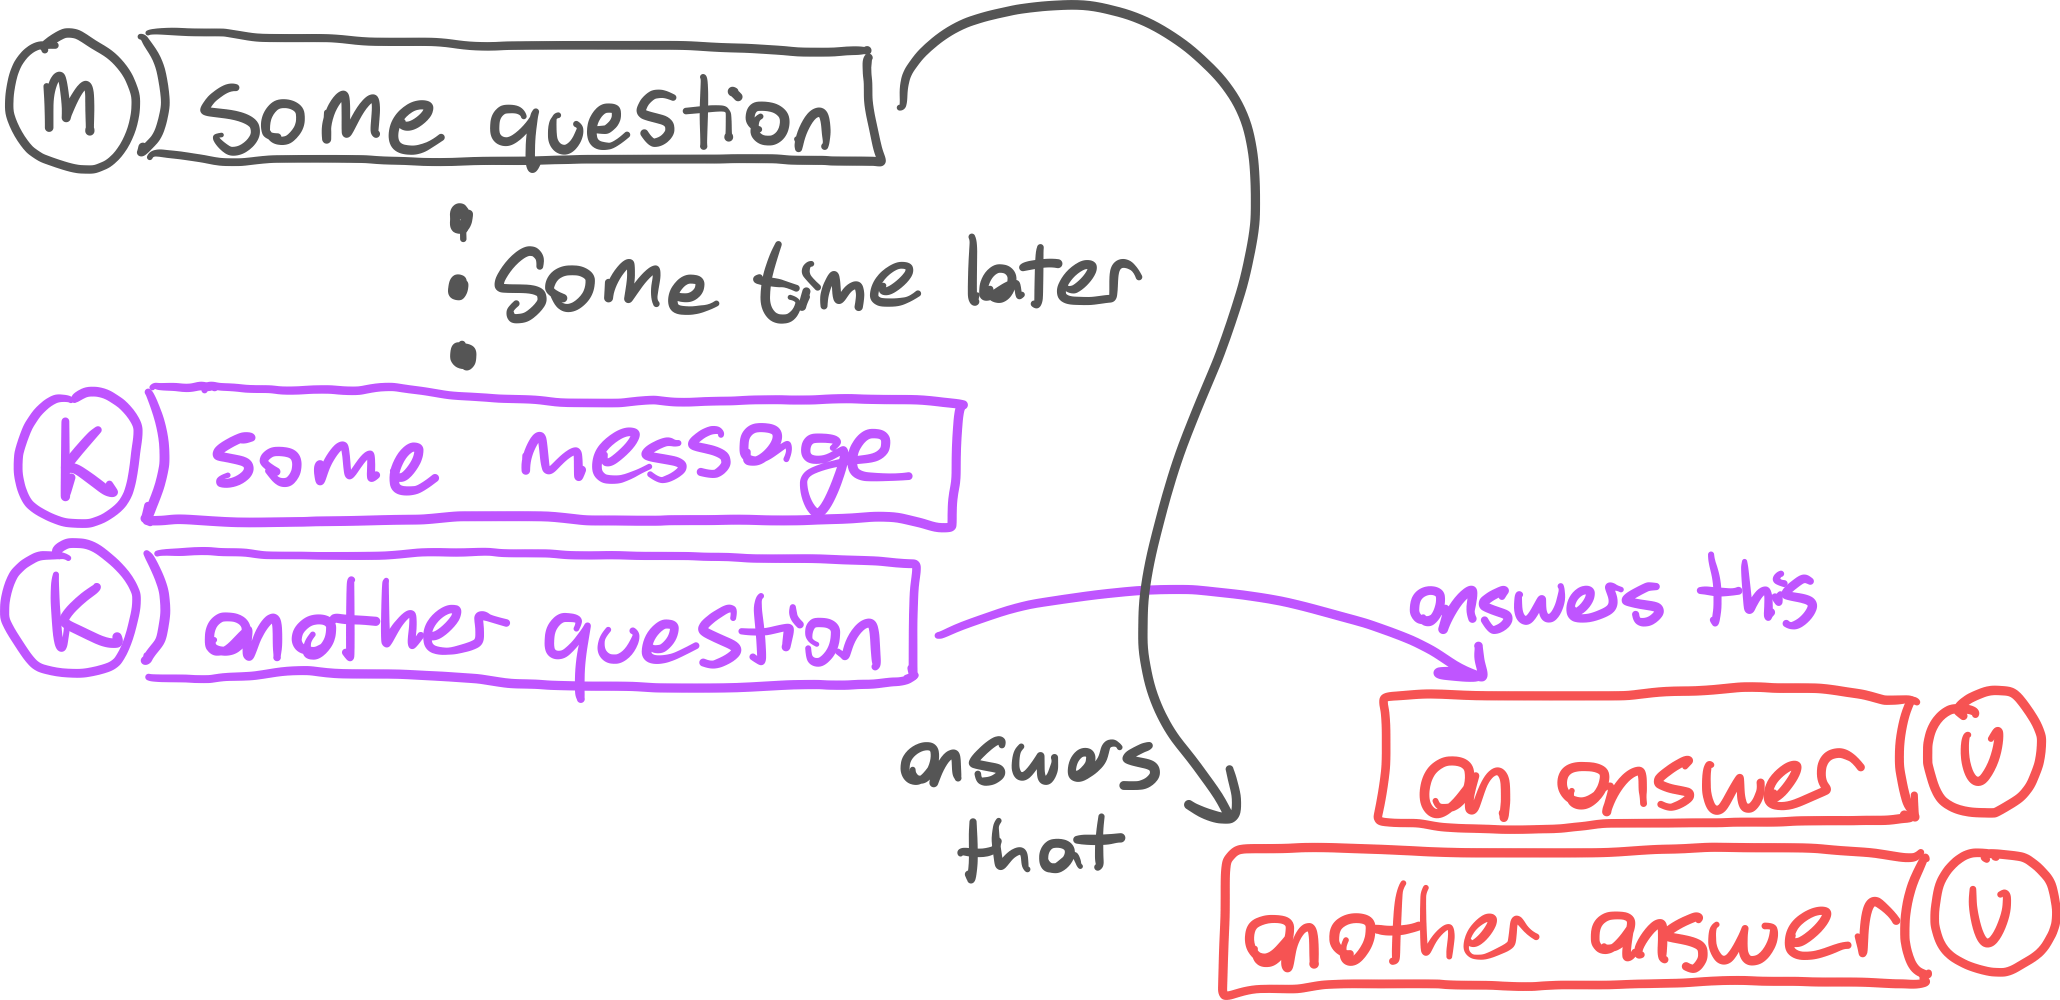 M some question
some time later
K some message
K another question
answers this
answers
that
an answer U
another answer U